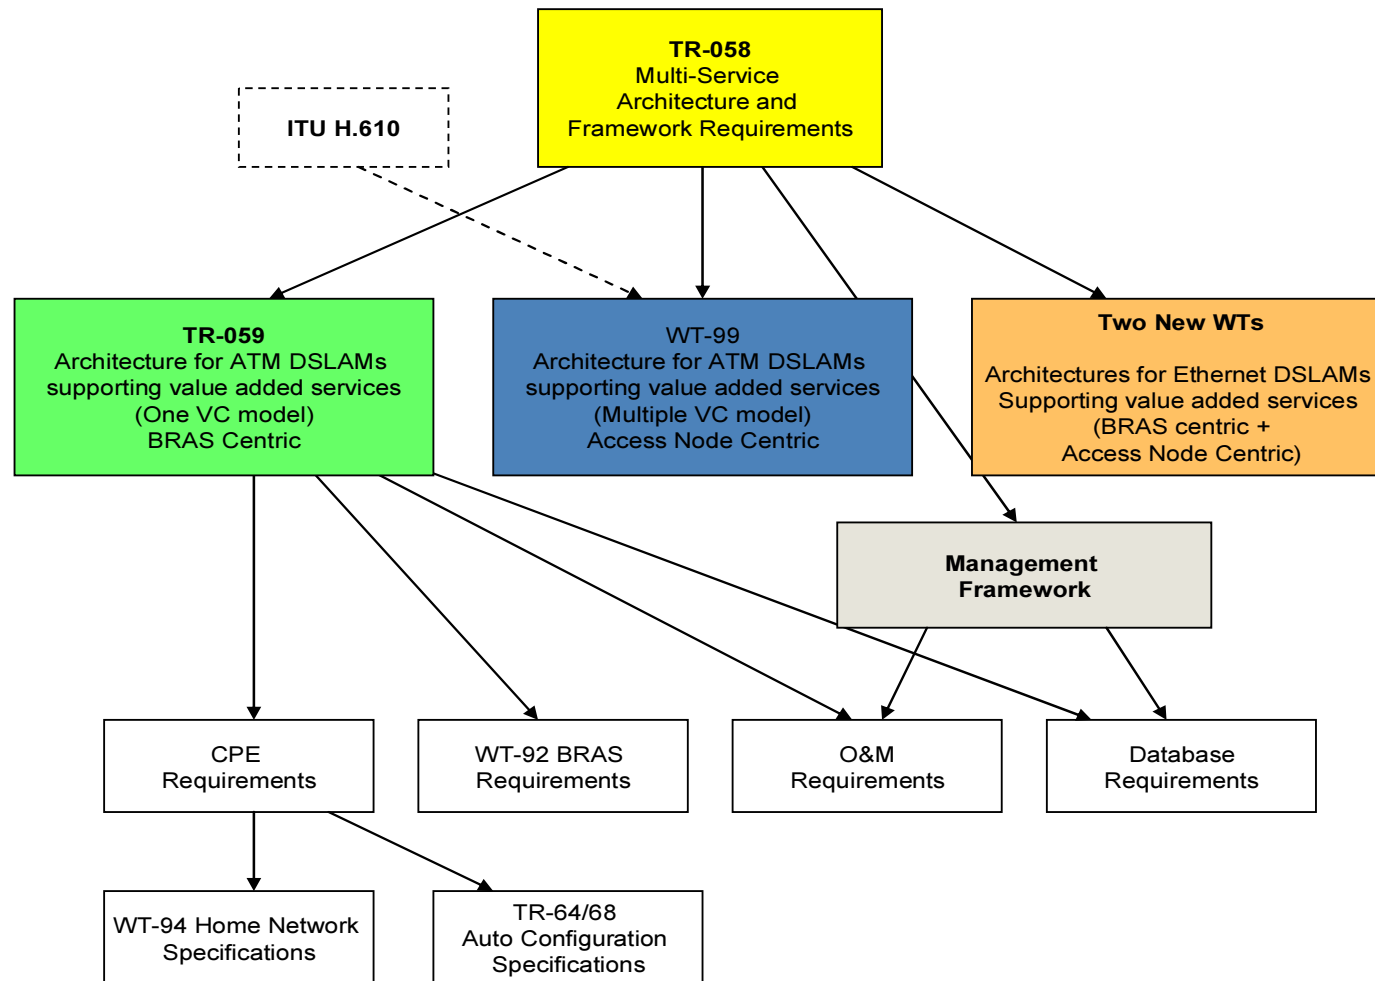 TR-058
Multi-Service
Architecture and
Framework Requirements
ITU H.610
TR-059
Architecture for ATM DSLAMs
supporting value added services
(One VC model)
BRAS Centric
WT-99
Architecture for ATM DSLAMs
supporting value added services
(Multiple VC model)
Access Node Centric
Two New WTs
Architectures for Ethernet DSLAMs
Supporting value added services
(BRAS centric +
Access Node Centric)
Management
Framework
CPE
Requirements
WT-92 BRAS
Requirements
O&M
Requirements
Database
Requirements
WT-94 Home Network
Specifications
TR-64/68
Auto Configuration
Specifications